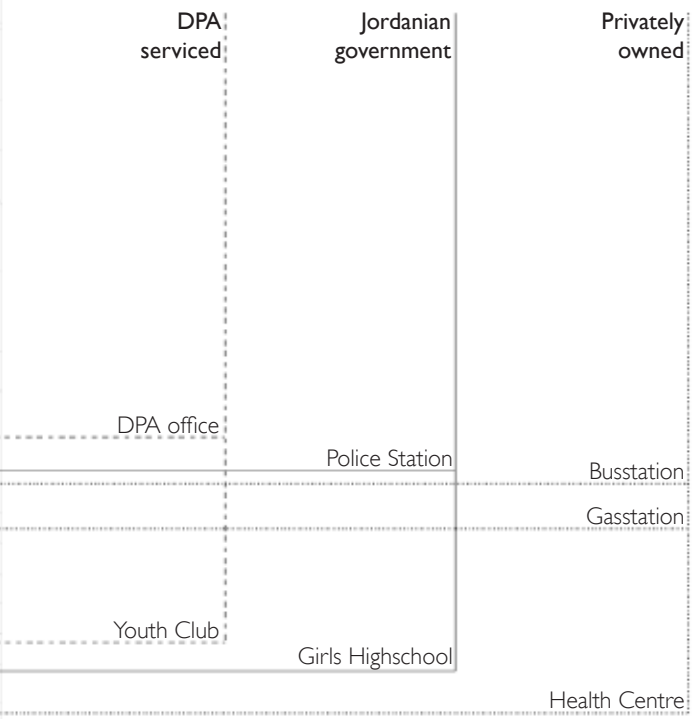 DPA
serviced
Jordanian
government
Privately
owned
DPA office
Police Station
Busstation
Gasstation
Youth Club
Girls Highschool
Health Centre